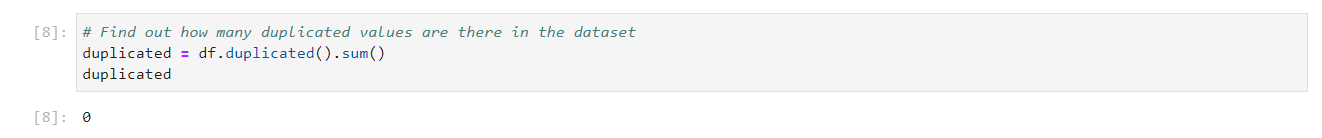 [8]: # Find out how many duplicated values are there in the dataset
duplicated = df.duplicated().sum()
duplicated
[8]: 0